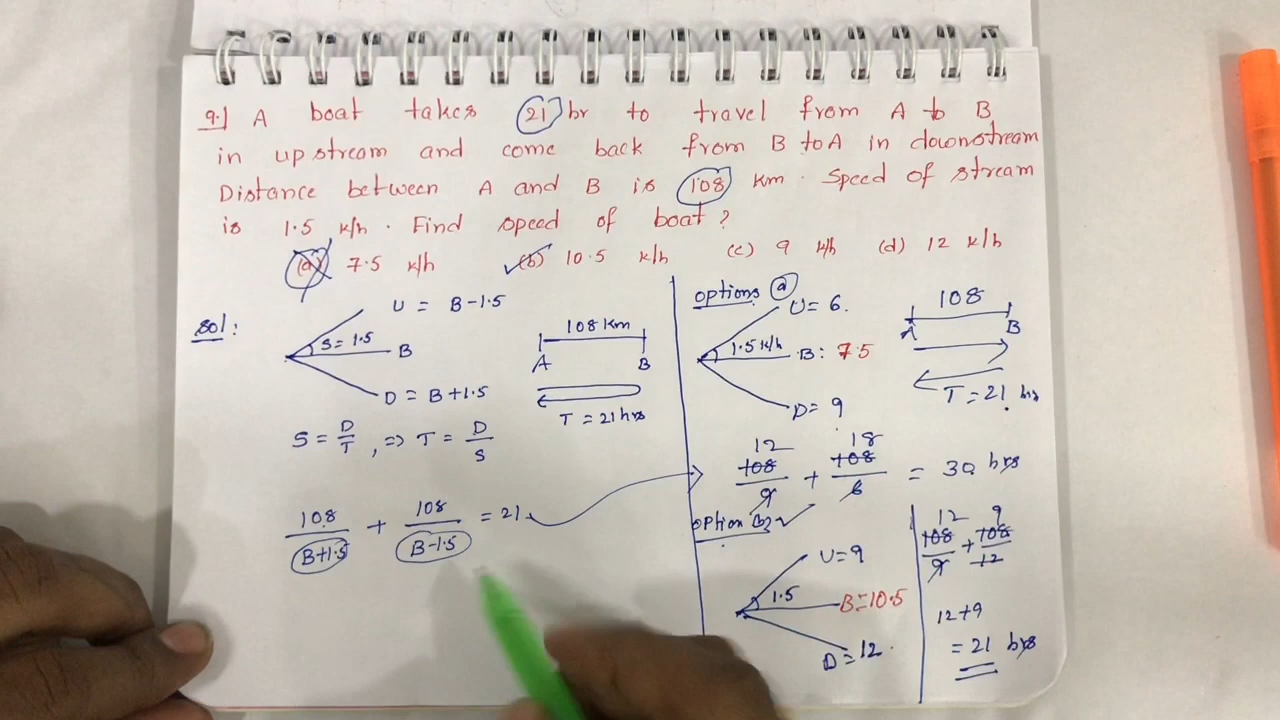 9.] A boat takes 21 hr to travel from A to B
in upstream and come back from B to A in downstream
Distance between A and B is 108 km. Speed of stream
is 1.5 k/h. Find speed of boat?
(a) 7.5 k/h (b) 10.5 k/h (c) 9 k/h (d) 12 k/h
Sol:
U = B-1.5
S = 1.5
B
D = B+1.5
108 Km
A B
T = 21 hrs
S = D/T, => T = D/S
108/(B+1.5) + 108/(B-1.5) = 21
options (a)
U = 6.
1.5 k/h
B: 7.5
D = 9
108
A B
T = 21 hrs
12 18
108/9 + 108/6 = 30 hrs
option (b) ✓
U = 9
1.5
B = 10.5
D = 12
12 9
108/9 + 108/12
12+9
= 21 hrs